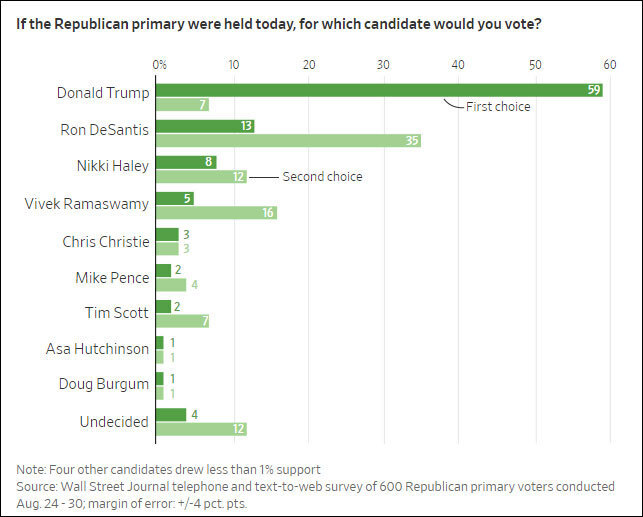 If the Republican primary were held today, for which candidate would you vote?
0% 10 20 30 40 50 60
Donald Trump 59
7
First choice
Ron DeSantis 13
35
Nikki Haley 8
12 Second choice
Vivek Ramaswamy 5
16
Chris Christie 3
3
Mike Pence 2
4
Tim Scott 2
7
Asa Hutchinson 1
1
Doug Burgum 1
1
Undecided 4
12
Note: Four other candidates drew less than 1% support
Source: Wall Street Journal telephone and text-to-web survey of 600 Republican primary voters conducted
Aug. 24 - 30; margin of error: +/-4 pct. pts.